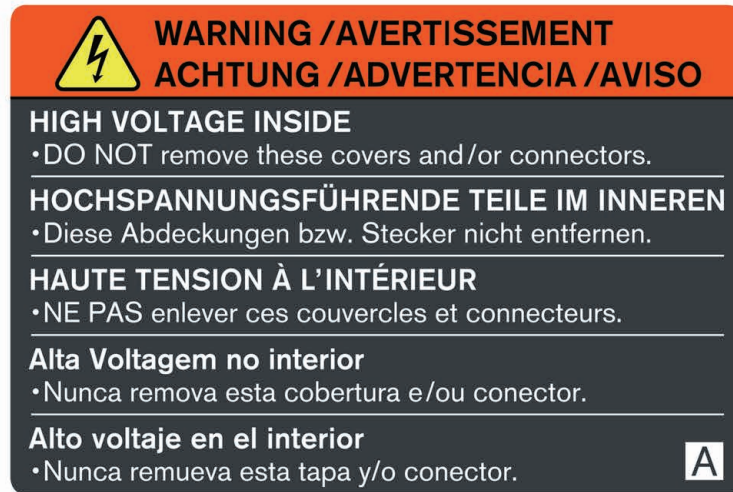 WARNING /AVERTISSEMENT
ACHTUNG /ADVERTENCIA /AVISO
HIGH VOLTAGE INSIDE
•DO NOT remove these covers and/or connectors.
HOCHSPANNUNGSFÜHRENDE TEILE IM INNEREN
•Diese Abdeckungen bzw. Stecker nicht entfernen.
HAUTE TENSION À L'INTÉRIEUR
•NE PAS enlever ces couvercles et connecteurs.
Alta Voltagem no interior
•Nunca remova esta cobertura e/ou conector.
Alto voltaje en el interior
•Nunca remueva esta tapa y/o conector.
A